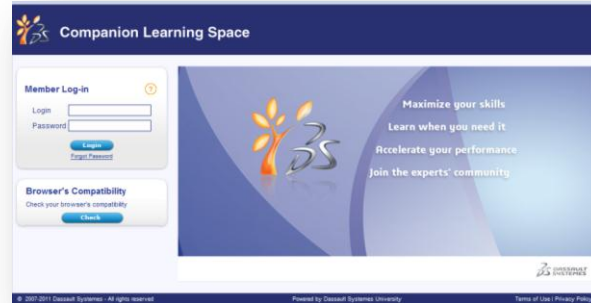 Companion Learning Space
Member Log-in
?
Login
Password
Login
Forgot Password
Browser's Compatibility
Check your browser's compatibility
Check
Maximize your skills
Learn when you need it
Accelerate your performance
Join the experts' community
DASSAULT
SYSTEMES
© 2007-2011 Dassault Systemes - All rights reserved
Powered by Dassault Systemes University
Terms of Use | Privacy Policy